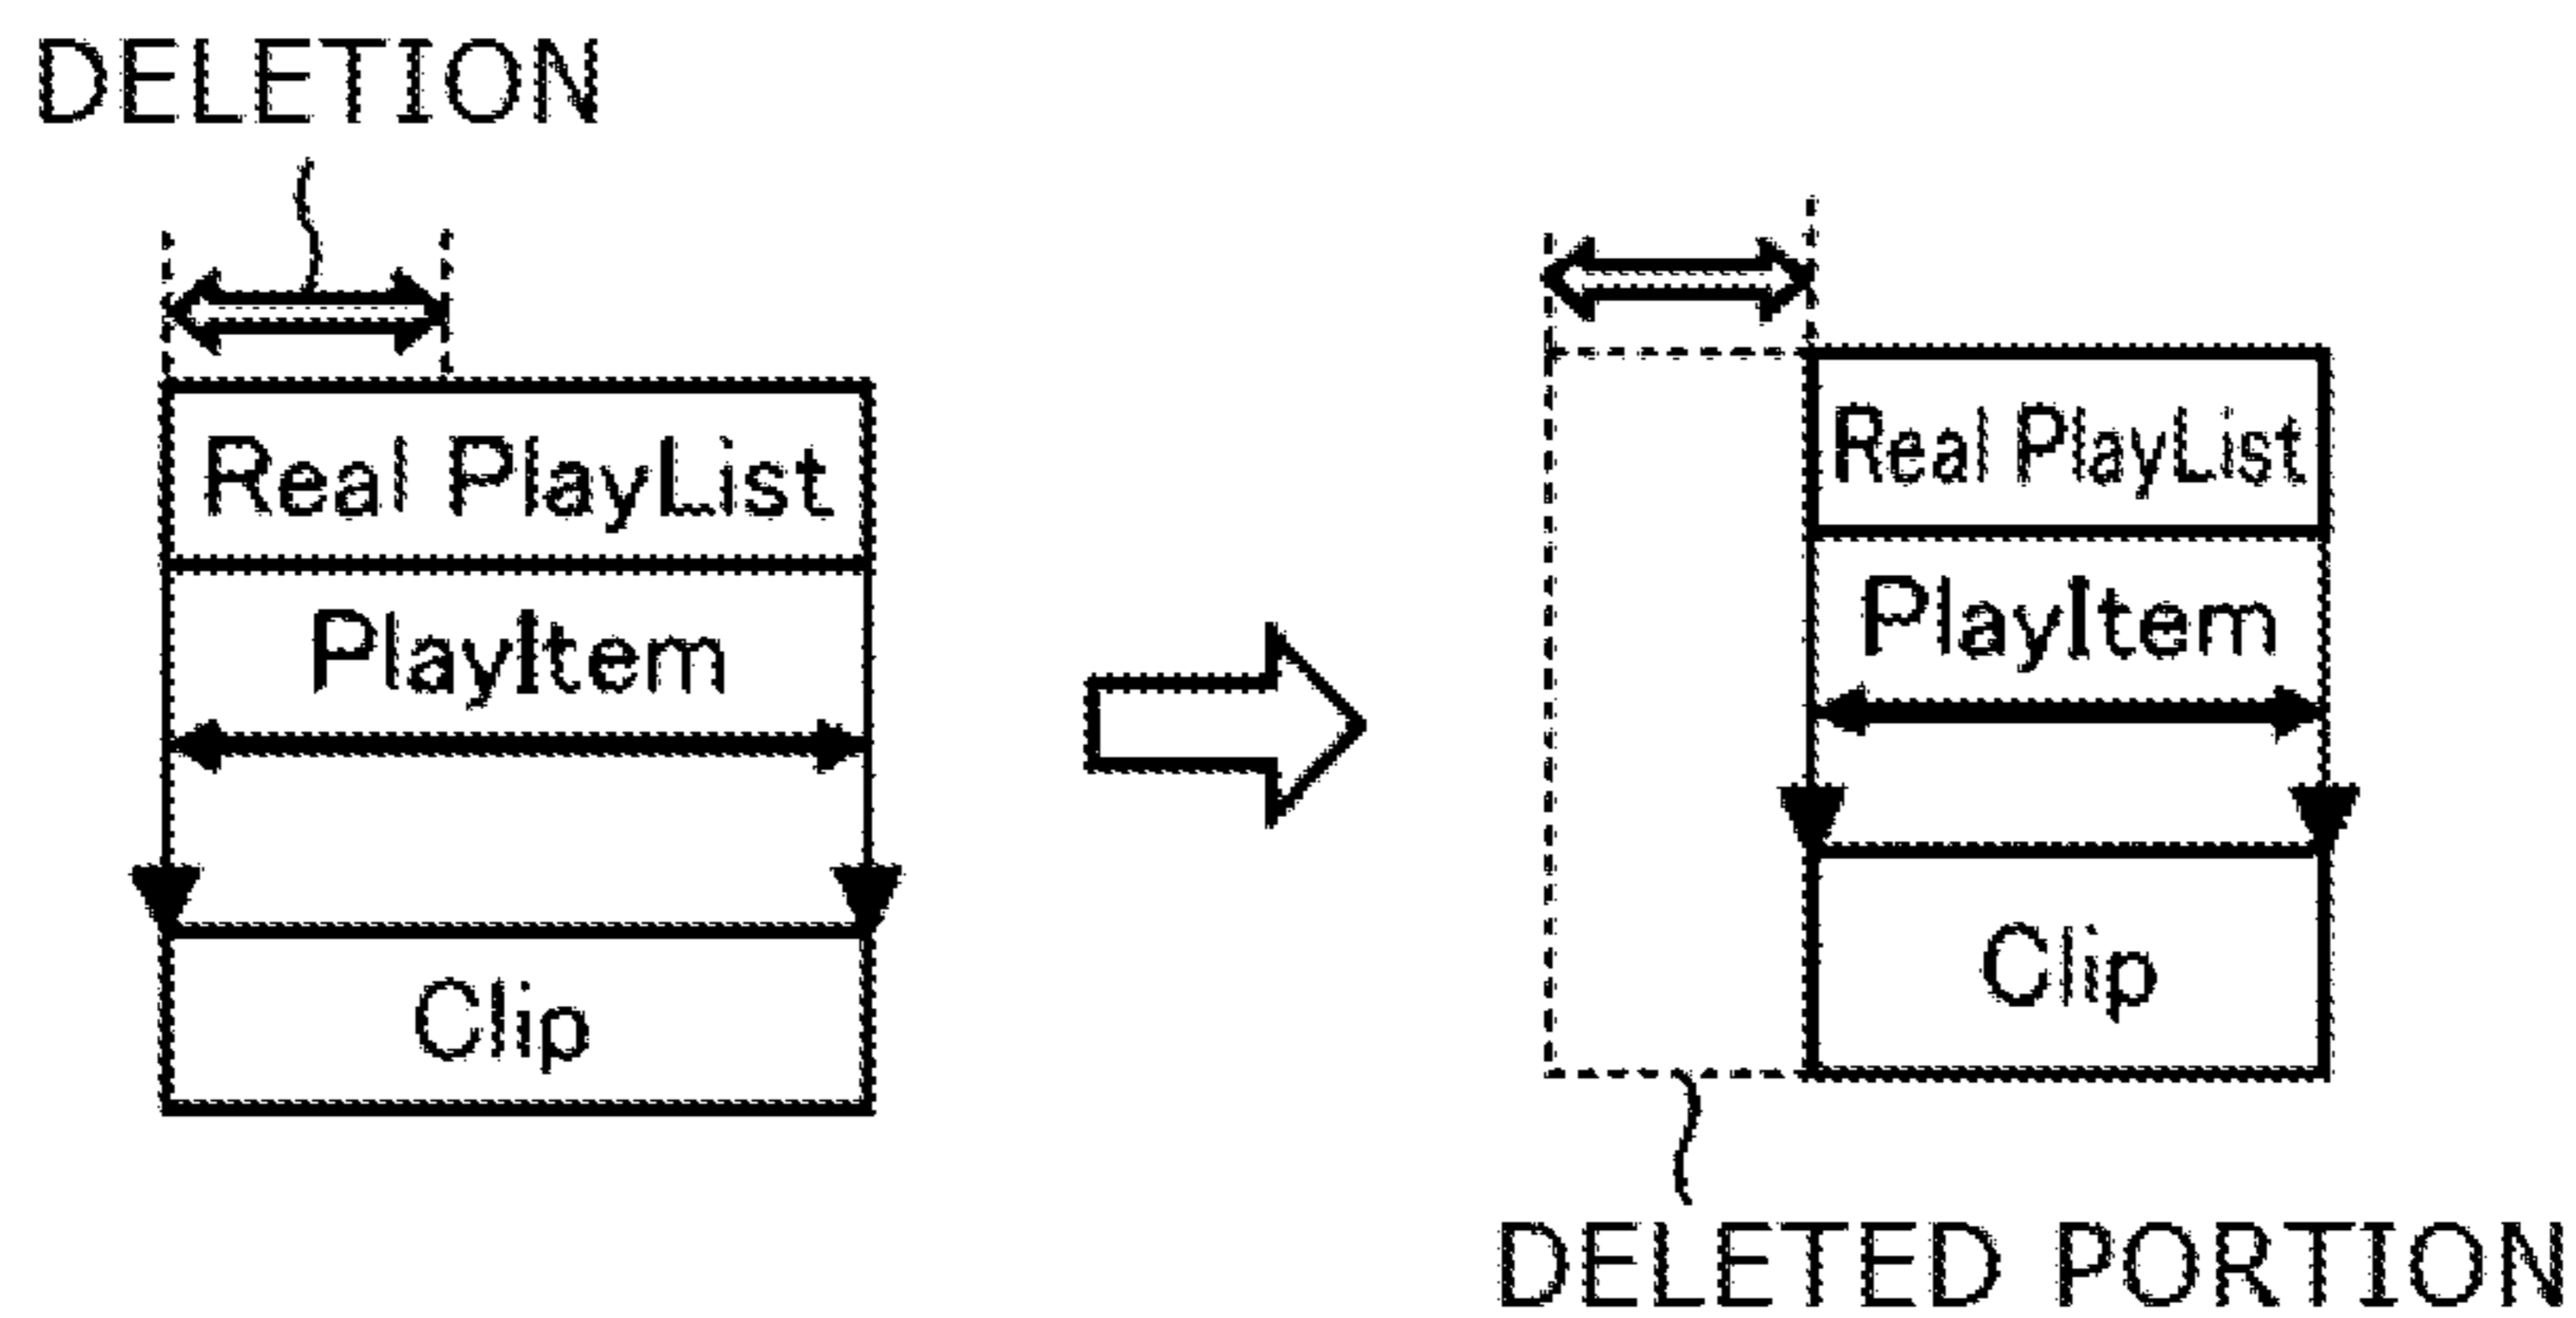 DELETION
Real PlayList
PlayItem
Clip
Real PlayList
PlayItem
Clip
DELETED PORTION